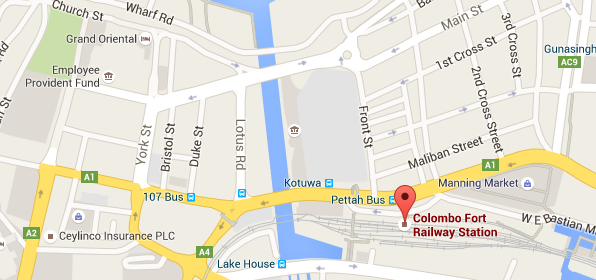 Church St
Wharf Rd
Ba
Main St
3rd Cross St
Gunasingh
AC9
Grand Oriental
Rd
1st Cross St
Employee
Provident Fund
2nd Cross Street
York St
Bristol St
Duke St
Lotus Rd
Front St
Maliban Street
A1
A1
Kotuwa
Manning Market
107 Bus
Pettah Bus
Colombo Fort
Railway Station
W E Bastian M
A2
Ceylinco Insurance PLC
A4
Lake House